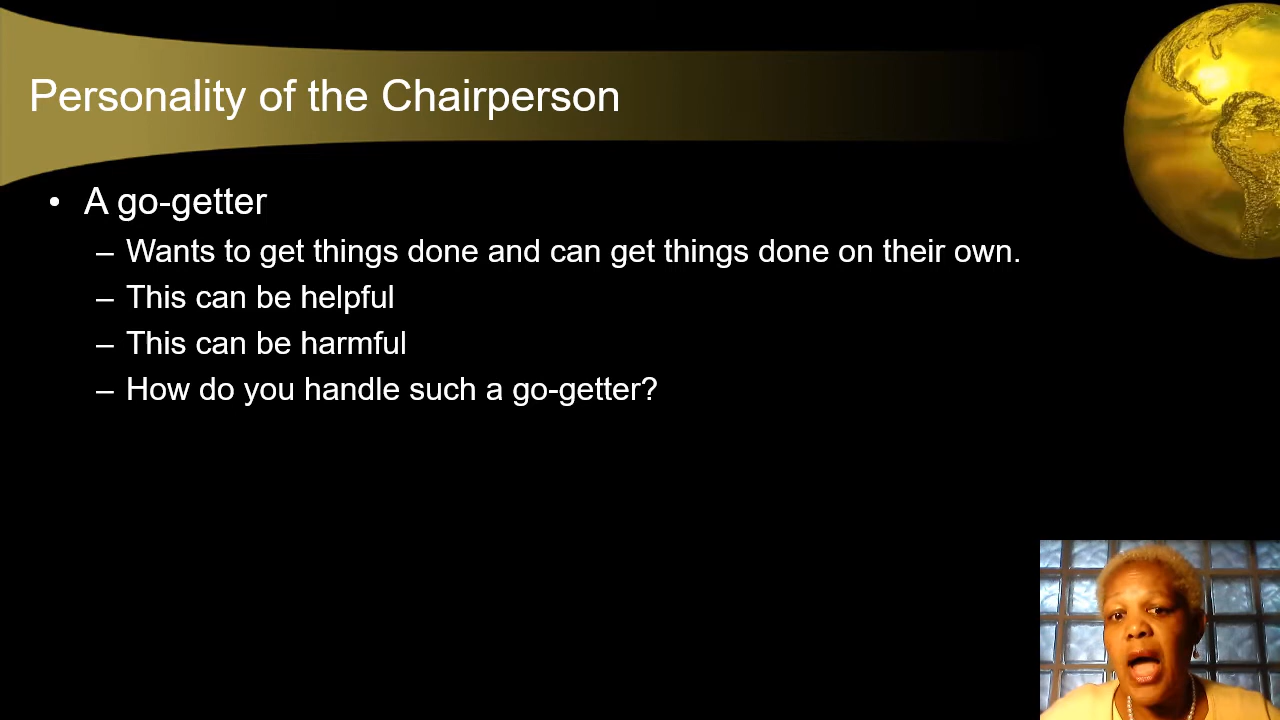 Personality of the Chairperson
• A go-getter
– Wants to get things done and can get things done on their own.
– This can be helpful
– This can be harmful
– How do you handle such a go-getter?